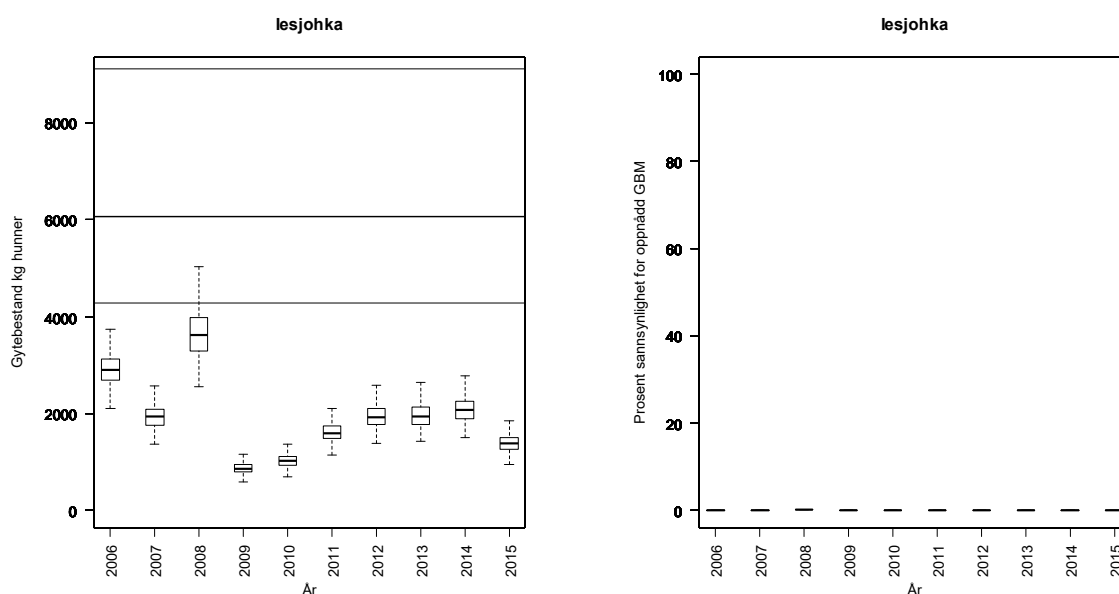 Iesjohka
Gytebestand kg hunner
8000
6000
4000
2000
0
2006 2007 2008 2009 2010 2011 2012 2013 2014 2015
År
Iesjohka
Prosent sannsynlighet for oppnådd GBM
100
80
60
40
20
0
2006 2007 2008 2009 2010 2011 2012 2013 2014 2015
År